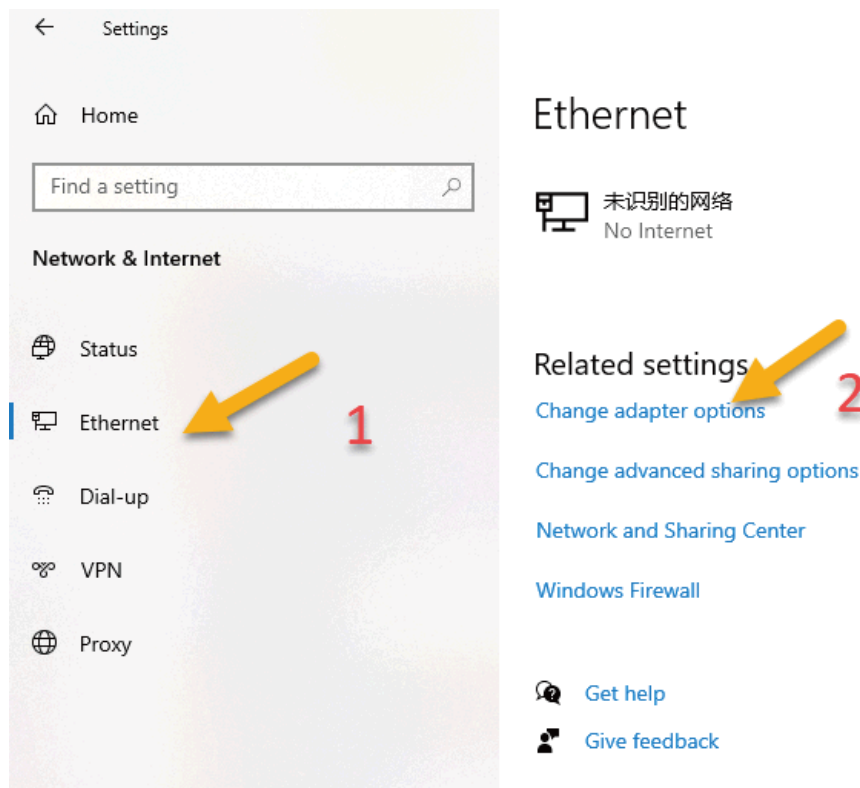 Settings
Home
Find a setting
Network & Internet
Status
Ethernet
1
Dial-up
VPN
Proxy
Ethernet
未识别的网络
No Internet
Related settings
Change adapter options
2
Change advanced sharing options
Network and Sharing Center
Windows Firewall
Get help
Give feedback